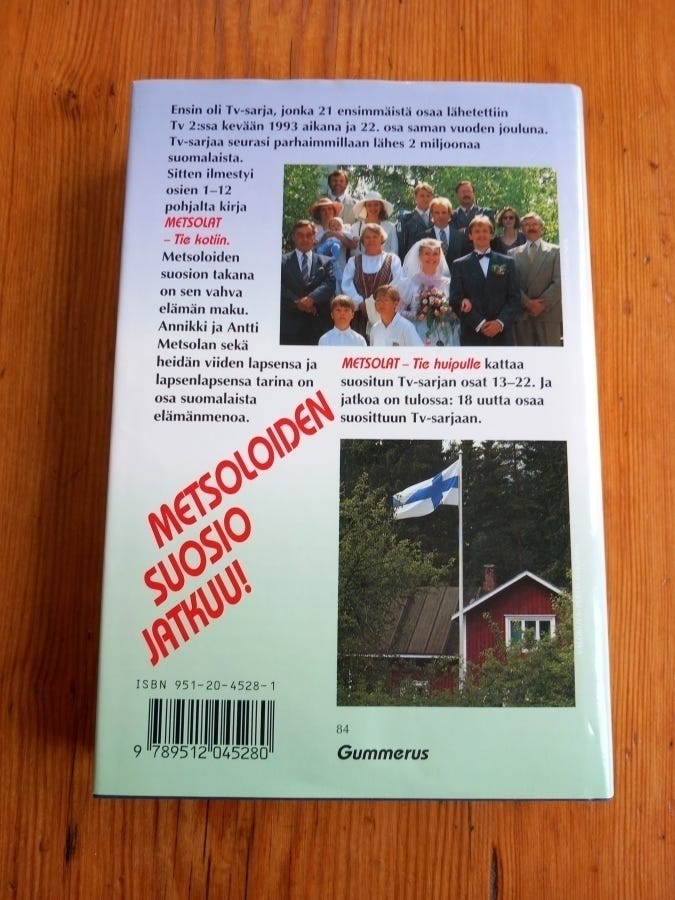 Ensin oli Tv-sarja, jonka 21 ensimmäistä osaa lähetettiin
Tv 2:ssa kevään 1993 aikana ja 22. osa saman vuoden jouluna.
Tv-sarjaa seurasi parhaimmillaan lähes 2 miljoonaa
suomalaista.
Sitten ilmestyi
osien 1–12
pohjalta kirja
METSOLAT
– Tie kotiin.
Metsoloiden
suosion takana
on sen vahva
elämän maku.
Annikki ja Antti
Metsolan sekä
heidän viiden lapsensa ja
lapsenlapsensa tarina on
osa suomalaista
elämänmenoa.
METSOLAT – Tie huipulle kattaa
suositun Tv-sarjan osat 13–22. Ja
jatkoa on tulossa: 18 uutta osaa
suosittuun Tv-sarjaan.
METSOLOIDEN
SUOSIO
JATKUU!
ISBN 951-20-4528-1
9 789512 045280
84
Gummerus